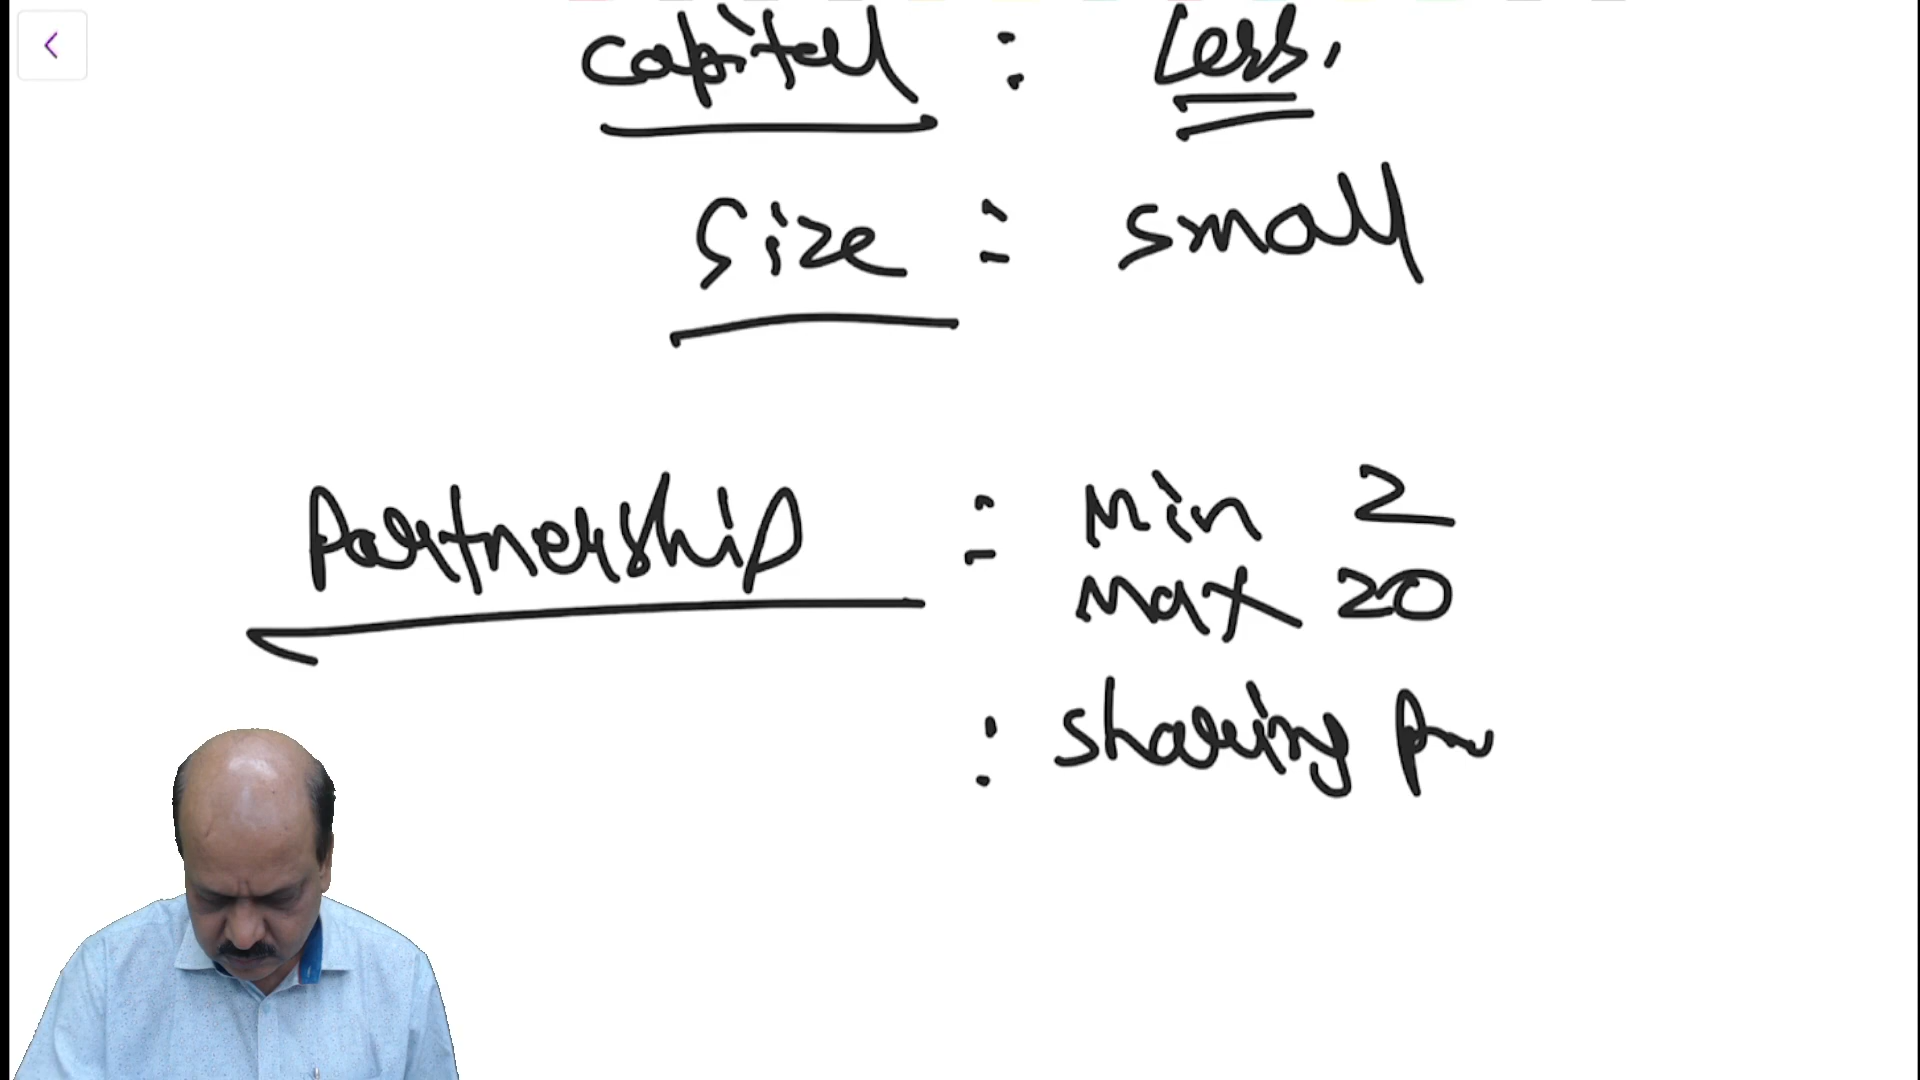 Capital : Less.
Size : small
Partnership : Min 2
Max 20
: sharing